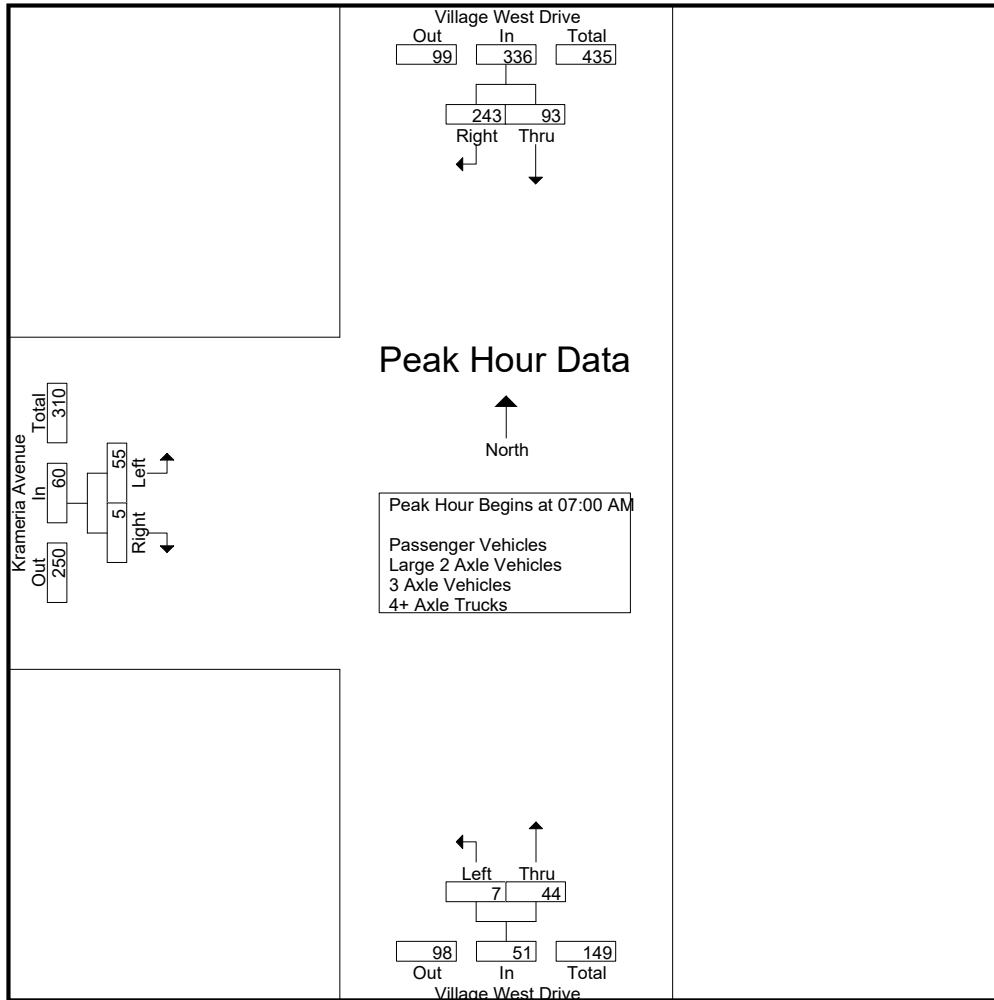 Village West Drive
Out In Total
99 336 435
243 93
Right Thru
Peak Hour Data
North
Krameria Avenue
Out In Total
250 60 310
Right Left
5 55
Peak Hour Begins at 07:00 AM
Passenger Vehicles
Large 2 Axle Vehicles
3 Axle Vehicles
4+ Axle Trucks
Left Thru
7 44
98 51 149
Out In Total
Village West Drive